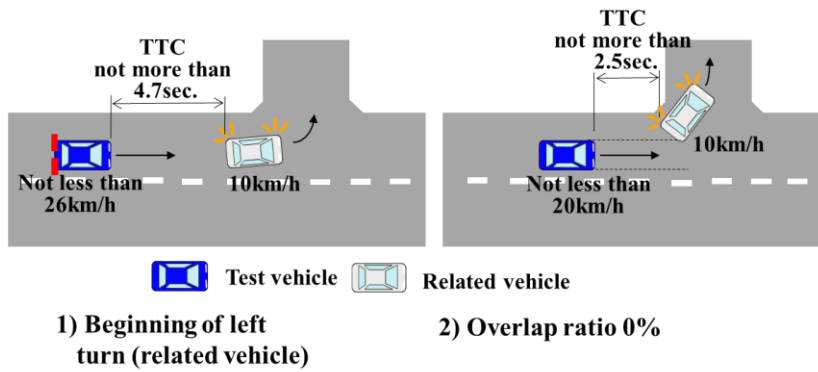 TTC
not more than
4.7sec.
Not less than
26km/h
10km/h
TTC
not more than
2.5sec.
10km/h
Not less than
20km/h
Test vehicle
Related vehicle
1) Beginning of left
turn (related vehicle)
2) Overlap ratio 0%